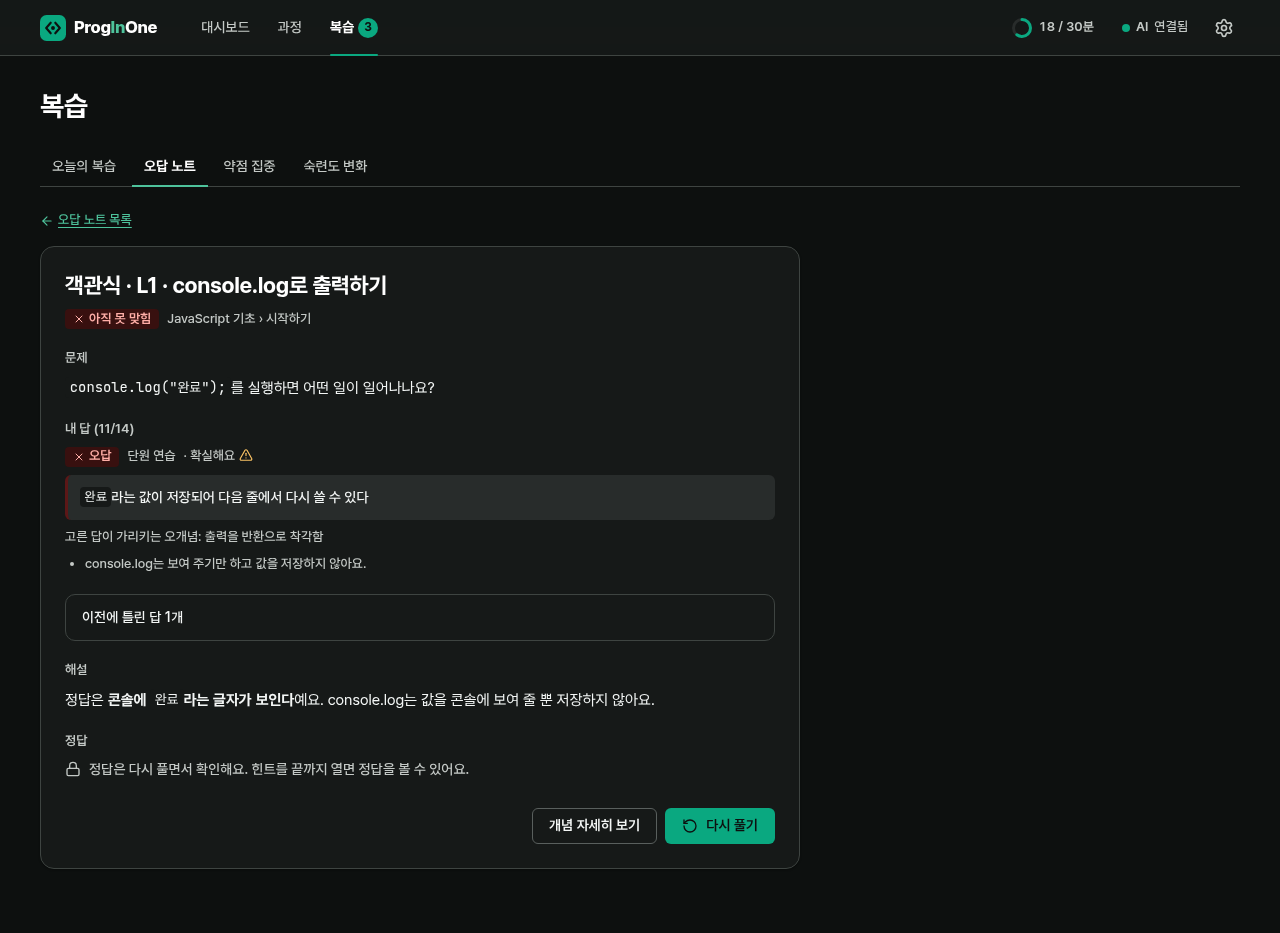 ProgInOne 대시보드 과정 복습 3 18 / 30분 AI 연결됨
복습
오늘의 복습 오답 노트 약점 집중 숙련도 변화
← 오답 노트 목록
객관식 · L1 · console.log로 출력하기
× 아직 못 맞힘 JavaScript 기초 › 시작하기
문제
console.log("완료"); 를 실행하면 어떤 일이 일어나나요?
내 답 (11/14)
× 오답 단원 연습 · 확실해요
완료 라는 값이 저장되어 다음 줄에서 다시 쓸 수 있다
고른 답이 가리키는 오개념: 출력을 반환으로 착각함
• console.log는 보여 주기만 하고 값을 저장하지 않아요.
이전에 틀린 답 1개
해설
정답은 콘솔에 완료 라는 글자가 보인다예요. console.log는 값을 콘솔에 보여 줄 뿐 저장하지 않아요.
정답
정답은 다시 풀면서 확인해요. 힌트를 끝까지 열면 정답을 볼 수 있어요.
개념 자세히 보기 다시 풀기